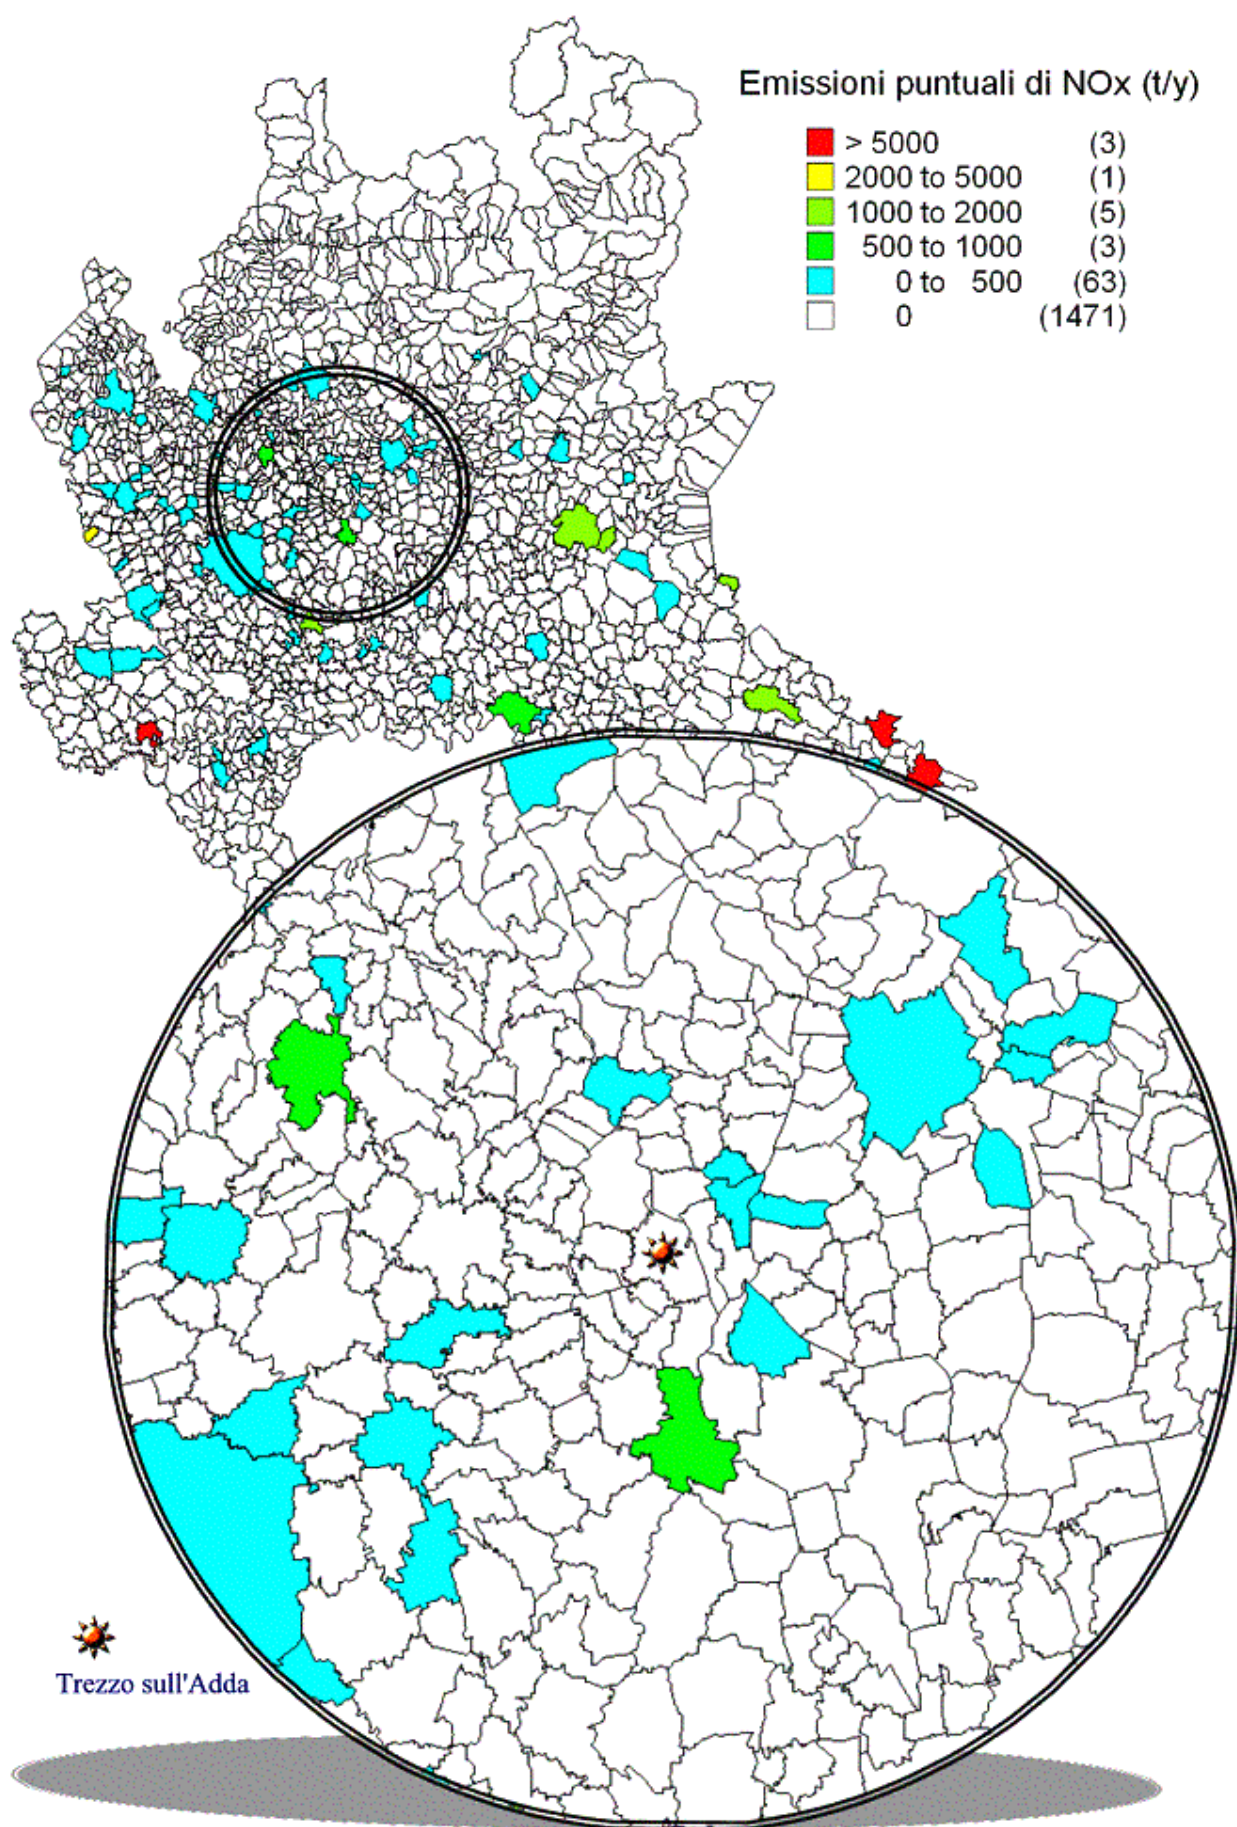 Emissioni puntuali di NOx (t/y)
> 5000 (3)
2000 to 5000 (1)
1000 to 2000 (5)
500 to 1000 (3)
0 to 500 (63)
0 (1471)
Trezzo sull'Adda